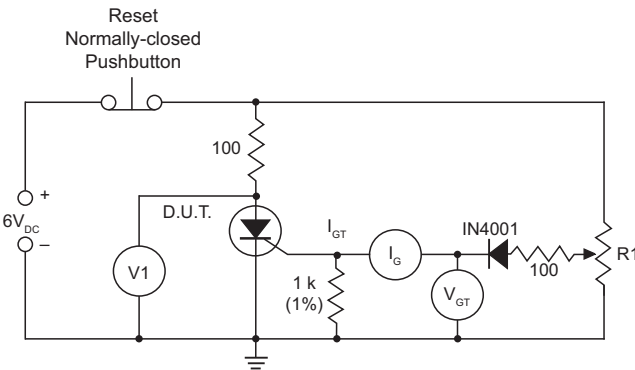 Reset
Normally-closed
Pushbutton
100
+
6V_DC
–
D.U.T.
V1
I_GT
1 k
(1%)
I_G
V_GT
IN4001
100
R1